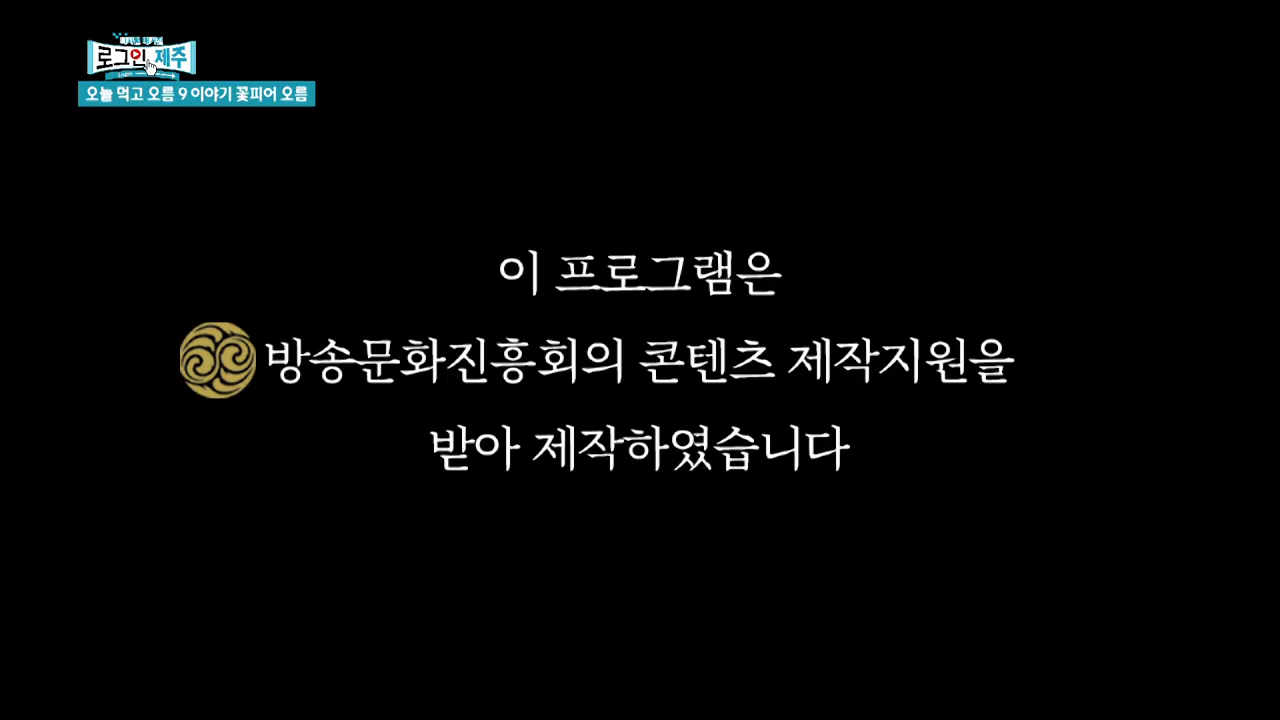 로그인 제주
Login
오늘 먹고 오름 9 이야기 꽃피어 오름
이 프로그램은
방송문화진흥회의 콘텐츠 제작지원을
받아 제작하였습니다